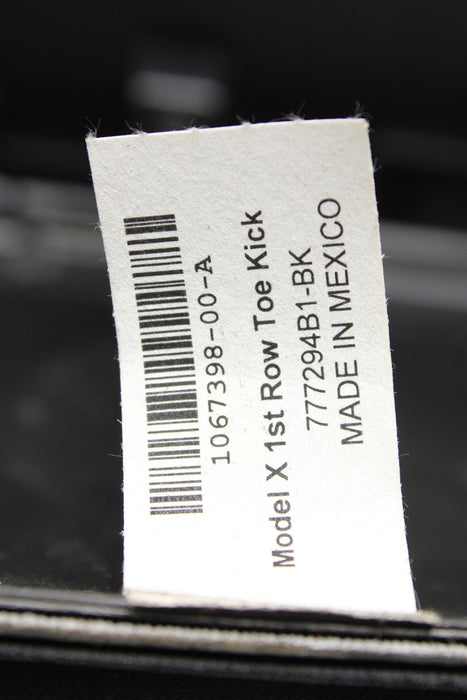 1067398-00-A
Model X 1st Row Toe Kick
777294B1-BK
MADE IN MEXICO